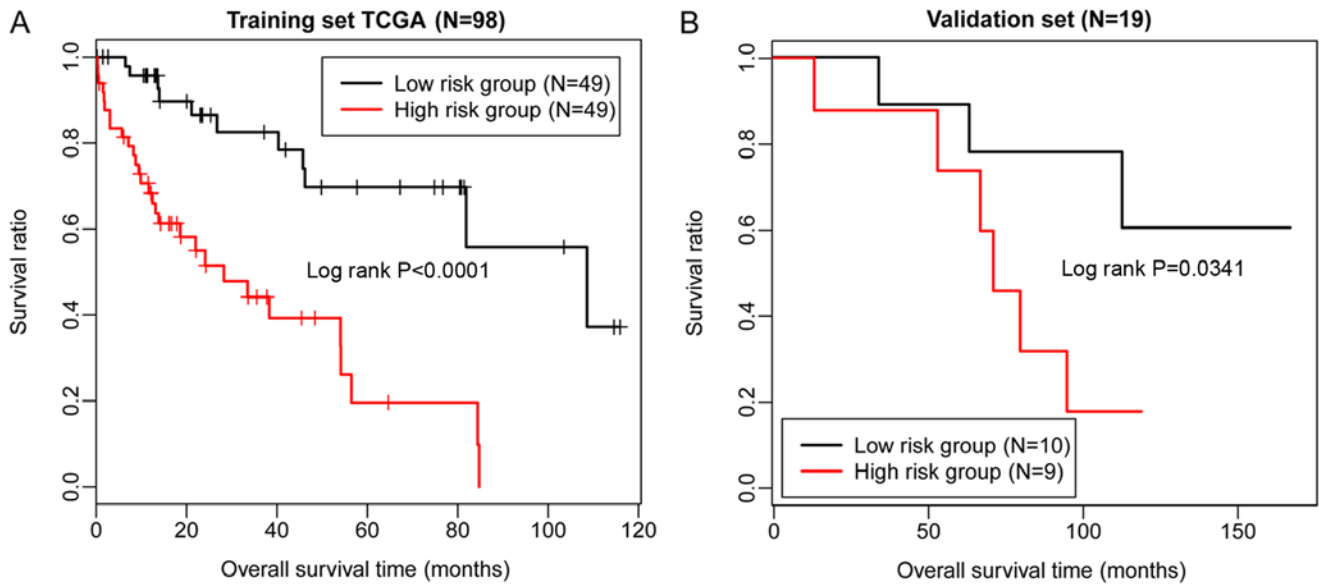 A
Training set TCGA (N=98)
Survival ratio
1.0
0.8
0.6
0.4
0.2
0.0
Low risk group (N=49)
High risk group (N=49)
Log rank P<0.0001
0 20 40 60 80 100 120
Overall survival time (months)
B
Validation set (N=19)
Survival ratio
1.0
0.8
0.6
0.4
0.2
0.0
Log rank P=0.0341
Low risk group (N=10)
High risk group (N=9)
0 50 100 150
Overall survival time (months)